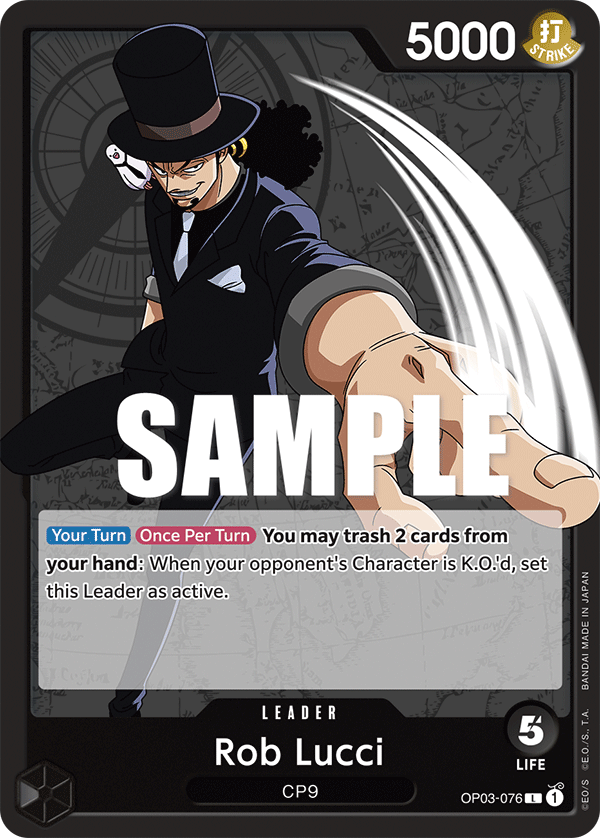 5000
打
STRIKE
SAMPLE
Your Turn Once Per Turn You may trash 2 cards from
your hand: When your opponent's Character is K.O.'d, set
this Leader as active.
LEADER
Rob Lucci
CP9
5
LIFE
OP03-076 L 1
©EO/S ©E.O./S., T.A. BANDAI MADE IN JAPAN